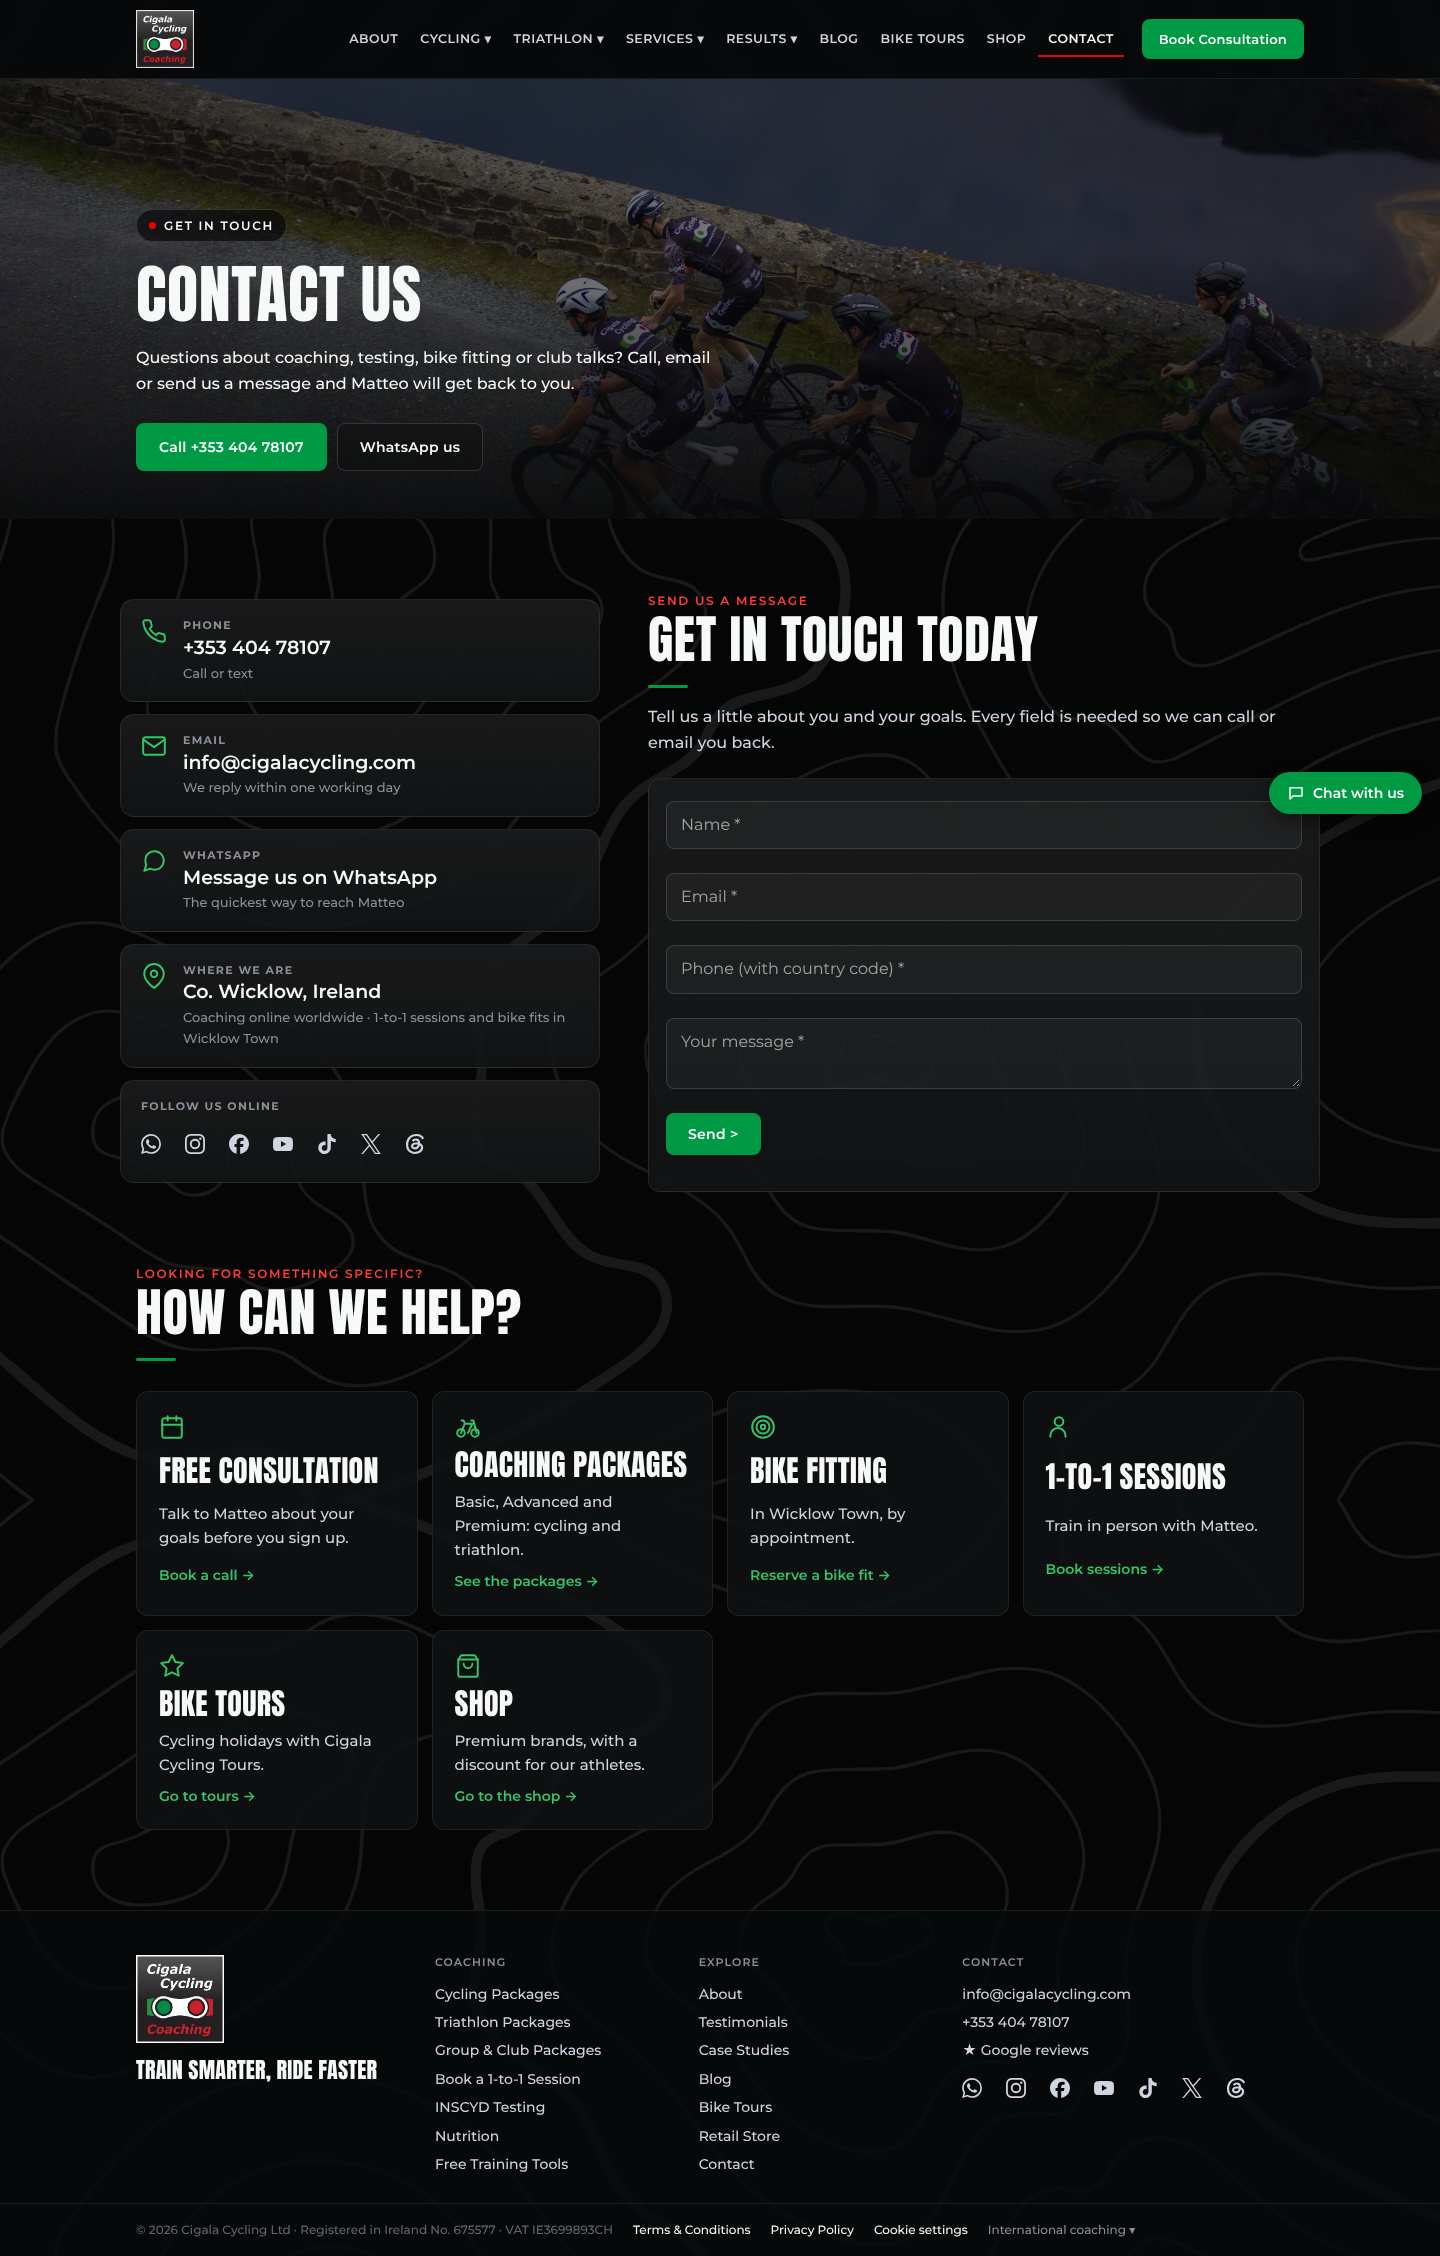 Cigala
Cycling
Coaching
ABOUT
CYCLING ▾
TRIATHLON ▾
SERVICES ▾
RESULTS ▾
BLOG
BIKE TOURS
SHOP
CONTACT
Book Consultation
GET IN TOUCH
CONTACT US
Questions about coaching, testing, bike fitting or club talks? Call, email
or send us a message and Matteo will get back to you.
Call +353 404 78107
WhatsApp us
PHONE
+353 404 78107
Call or text
EMAIL
info@cigalacycling.com
We reply within one working day
WHATSAPP
Message us on WhatsApp
The quickest way to reach Matteo
WHERE WE ARE
Co. Wicklow, Ireland
Coaching online worldwide · 1-to-1 sessions and bike fits in
Wicklow Town
FOLLOW US ONLINE
SEND US A MESSAGE
GET IN TOUCH TODAY
Tell us a little about you and your goals. Every field is needed so we can call or
email you back.
Chat with us
Name *
Email *
Phone (with country code) *
Your message *
Send >
LOOKING FOR SOMETHING SPECIFIC?
HOW CAN WE HELP?
FREE CONSULTATION
Talk to Matteo about your
goals before you sign up.
Book a call →
COACHING PACKAGES
Basic, Advanced and
Premium: cycling and
triathlon.
See the packages →
BIKE FITTING
In Wicklow Town, by
appointment.
Reserve a bike fit →
1-TO-1 SESSIONS
Train in person with Matteo.
Book sessions →
BIKE TOURS
Cycling holidays with Cigala
Cycling Tours.
Go to tours →
SHOP
Premium brands, with a
discount for our athletes.
Go to the shop →
Cigala
Cycling
Coaching
TRAIN SMARTER, RIDE FASTER
COACHING
Cycling Packages
Triathlon Packages
Group & Club Packages
Book a 1-to-1 Session
INSCYD Testing
Nutrition
Free Training Tools
EXPLORE
About
Testimonials
Case Studies
Blog
Bike Tours
Retail Store
Contact
CONTACT
info@cigalacycling.com
+353 404 78107
★ Google reviews
© 2026 Cigala Cycling Ltd · Registered in Ireland No. 675577 · VAT IE3699893CH
Terms & Conditions
Privacy Policy
Cookie settings
International coaching ▾